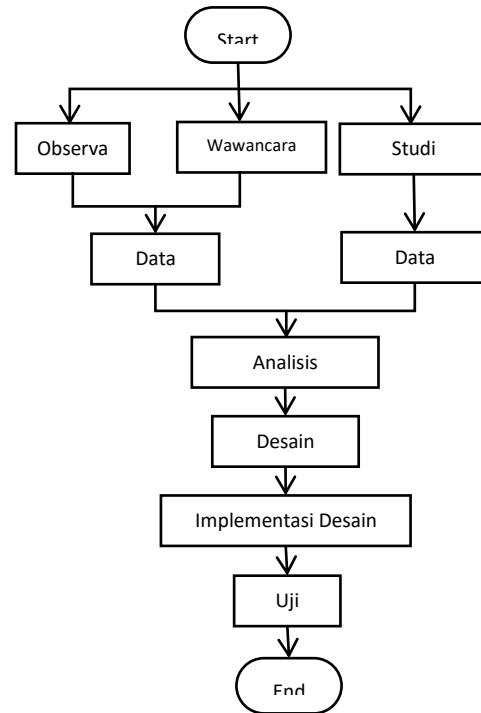 Start
Observa
Wawancara
Studi
Data
Data
Analisis
Desain
Implementasi Desain
Uji
End